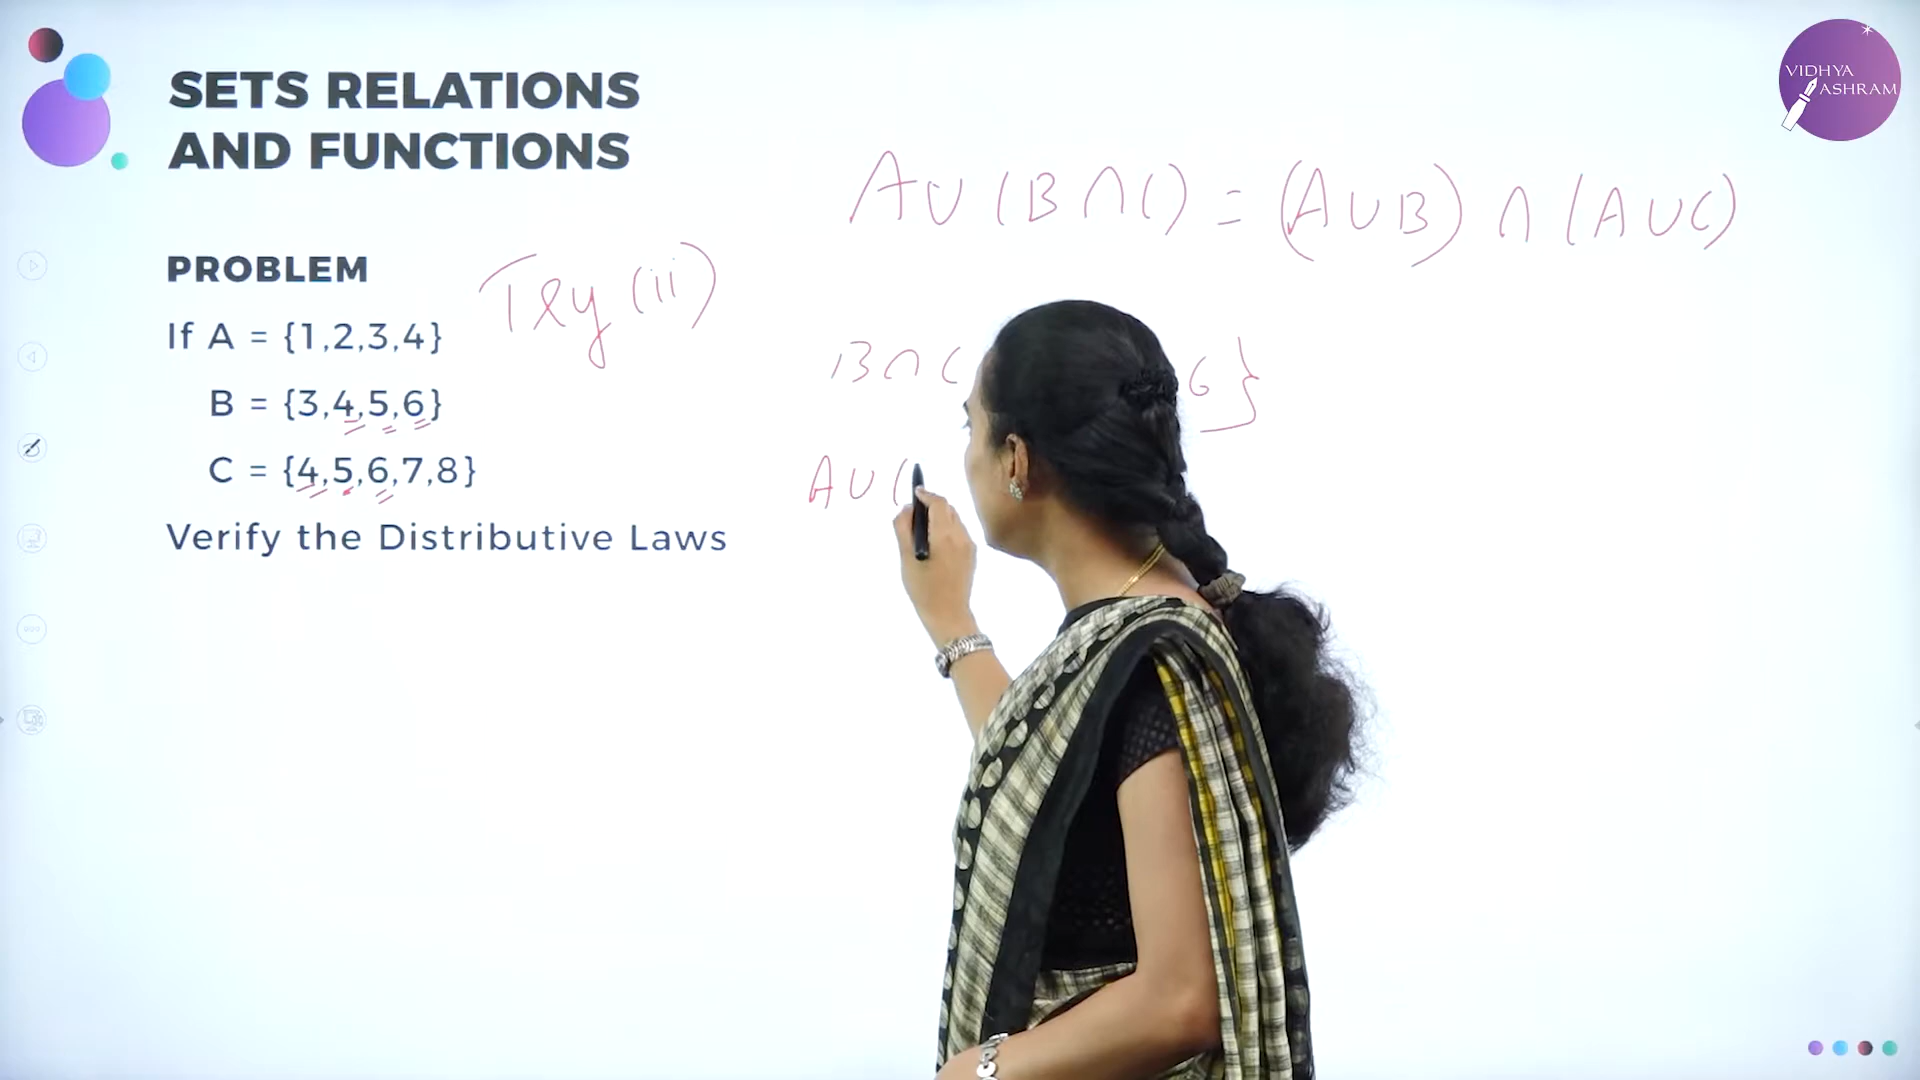 SETS RELATIONS
AND FUNCTIONS
VIDHYA
ASHRAM
A∪(B∩C) = (A∪B) ∩ (A∪C)
PROBLEM
Try (ii)
If A = {1,2,3,4}
B = {3,4,5,6}
C = {4,5,6,7,8}
Verify the Distributive Laws
B∩C 6}
A∪(